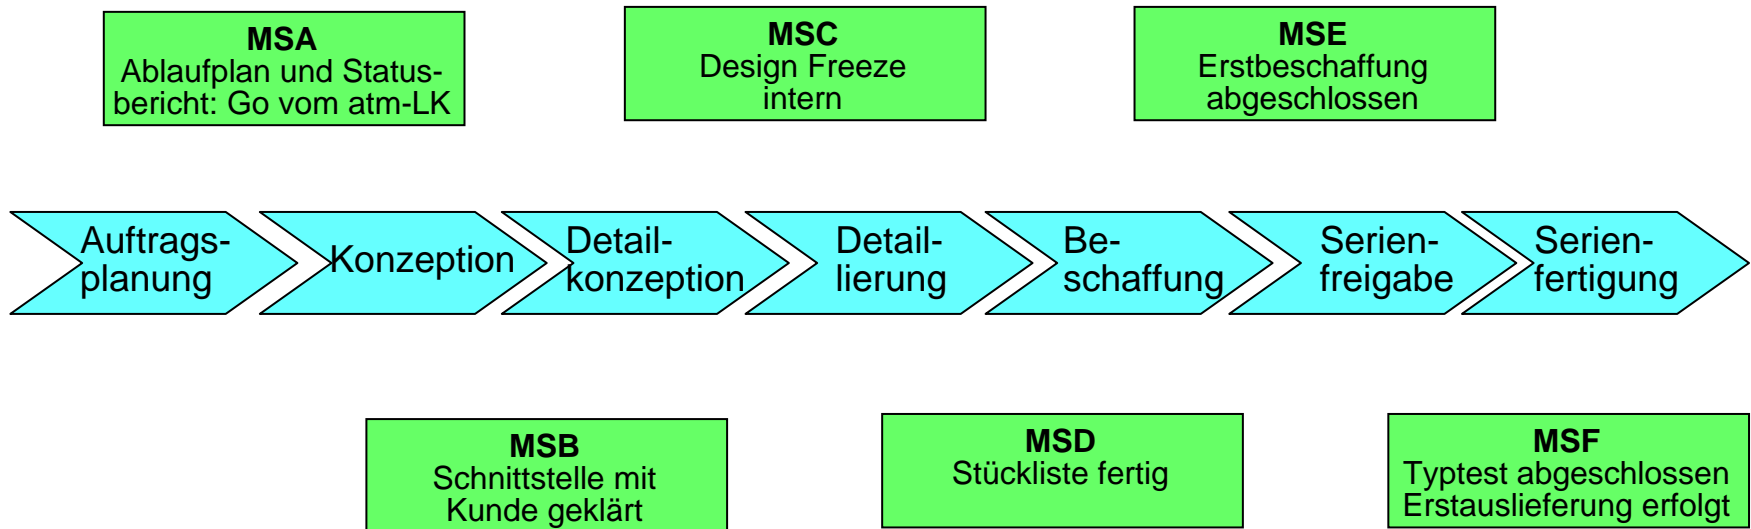 MSA
Ablaufplan und Status-
bericht: Go vom atm-LK
MSC
Design Freeze
intern
MSE
Erstbeschaffung
abgeschlossen
Auftrags-
planung
Konzeption
Detail-
konzeption
Detail-
lierung
Be-
schaffung
Serien-
freigabe
Serien-
fertigung
MSB
Schnittstelle mit
Kunde geklärt
MSD
Stückliste fertig
MSF
Typtest abgeschlossen
Erstauslieferung erfolgt